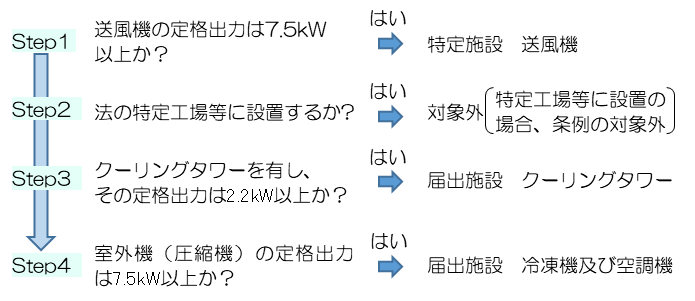 Step1 送風機の定格出力は7.5kW
以上か?
はい
特定施設 送風機
Step2 法の特定工場等に設置するか?
はい
対象外(特定工場等に設置の
場合、条例の対象外)
Step3 クーリングタワーを有し、
その定格出力は2.2kW以上か?
はい
届出施設 クーリングタワー
Step4 室外機(圧縮機)の定格出力
は7.5kW以上か?
はい
届出施設 冷凍機及び空調機